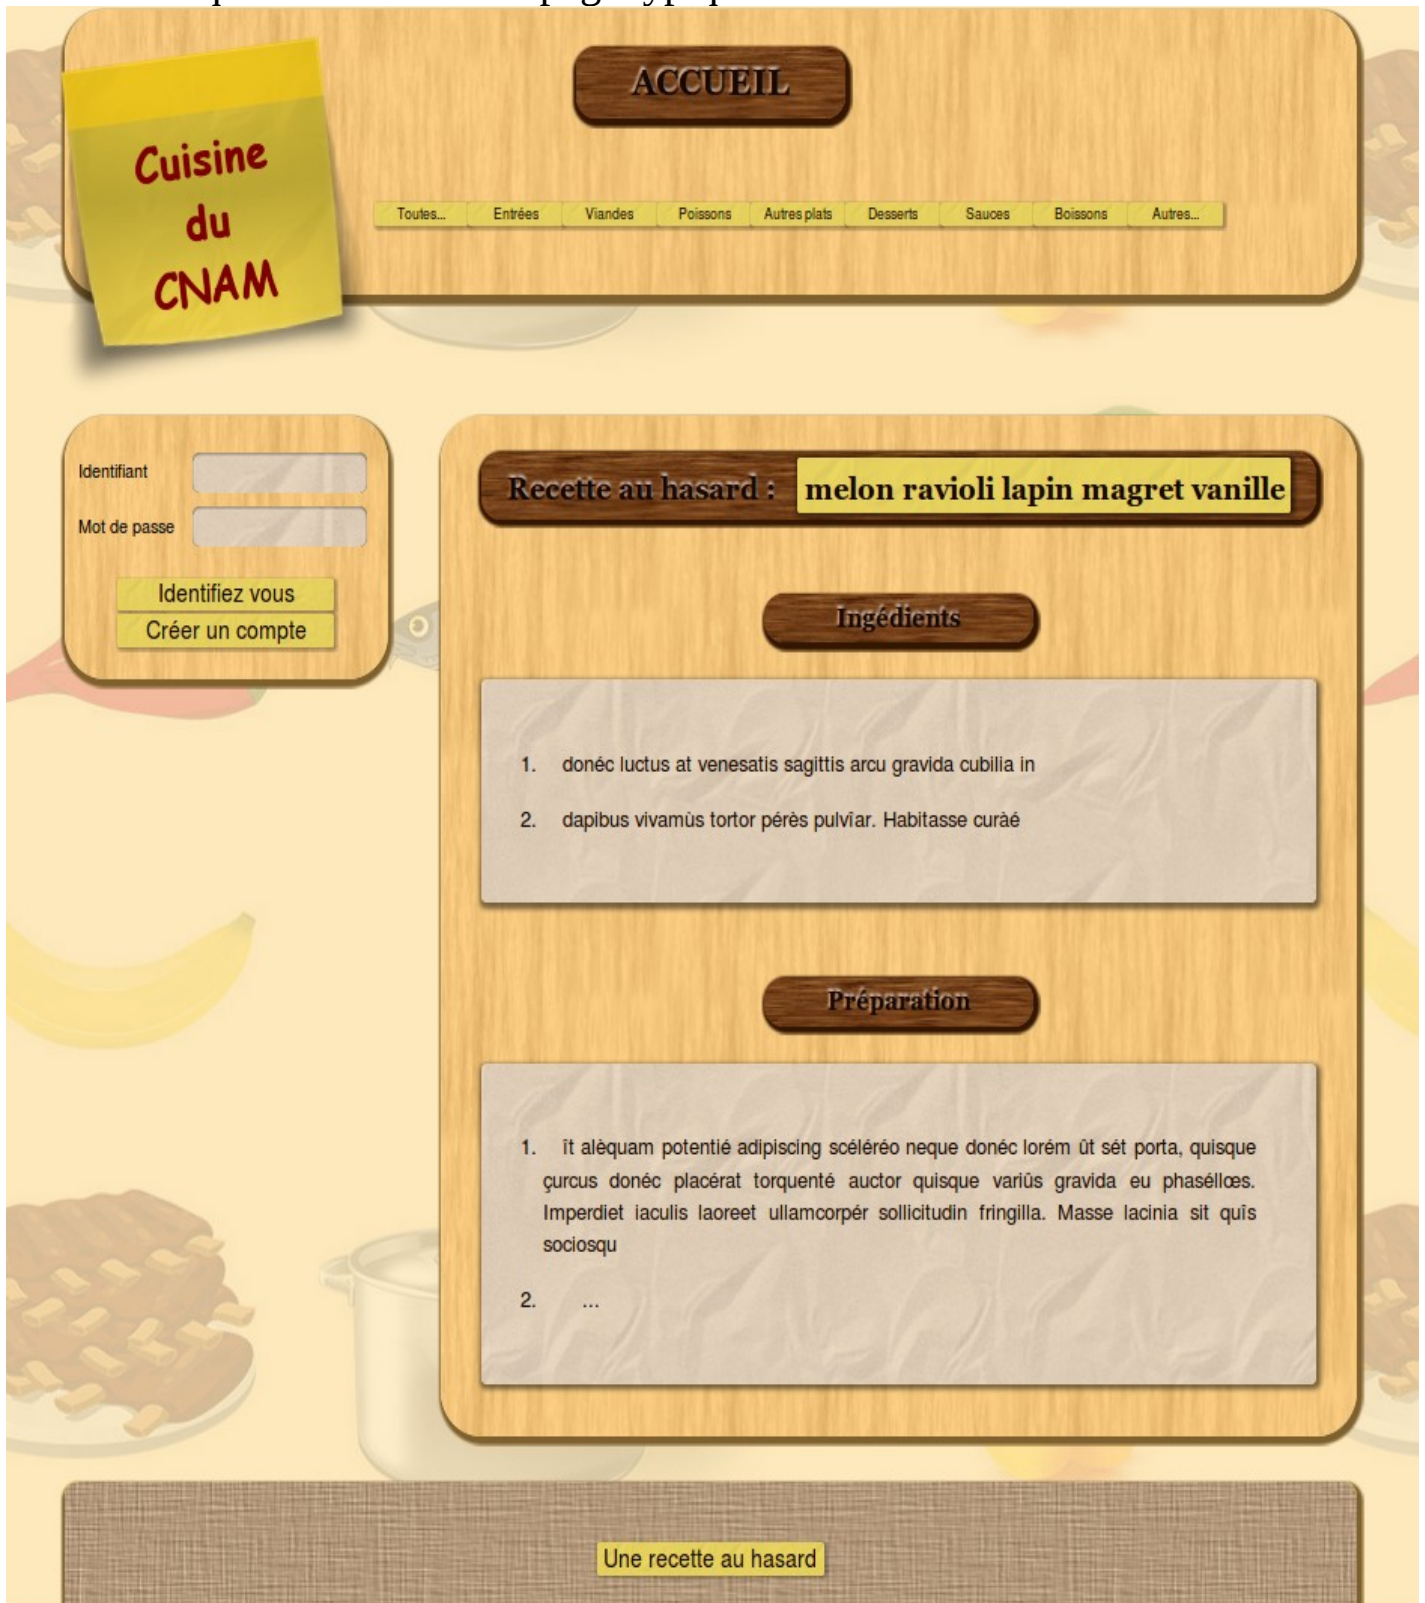 ACCUEIL
Cuisine
du
CNAM
Toutes... Entrées Viandes Poissons Autres plats Desserts Sauces Boissons Autres...
Identifiant
Mot de passe
Identifiez vous
Créer un compte
Recette au hasard : melon ravioli lapin magret vanille
Ingédients
1. donéc luctus at venesatis sagittis arcu gravida cubilia in
2. dapibus vivamùs tortor pérès pulvîar. Habitasse curàé
Préparation
1. ît alèquam potentié adipiscing scéléréo neque donéc lorém ût sét porta, quisque
çurcus donéc placérat torquenté auctor quisque variûs gravida eu phaséllœs.
Imperdiet iaculis laoreet ullamcorpér sollicitudin fringilla. Masse lacinia sit quîs
sociosqu
2. ...
Une recette au hasard